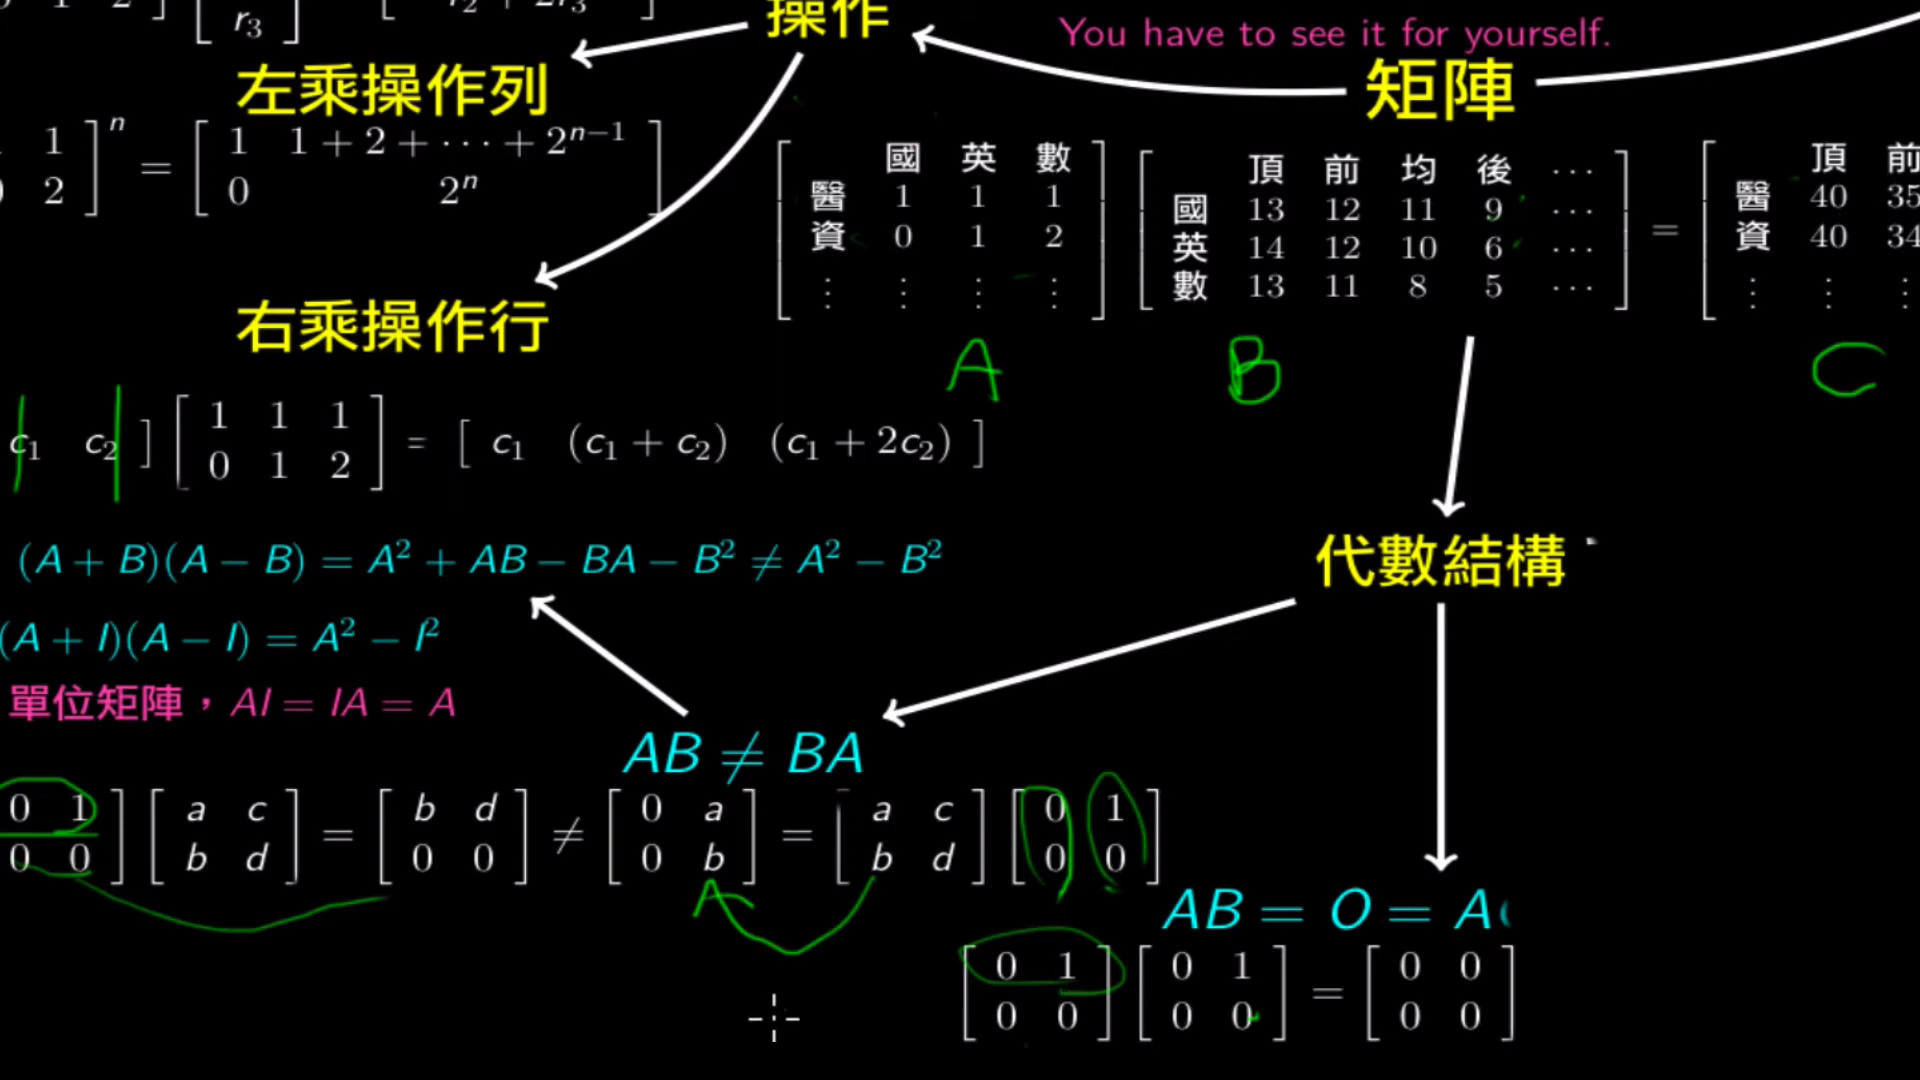 r₃
操作
You have to see it for yourself.
左乘操作列
矩陣
1
2
]ⁿ = [ 1 1 + 2 + ··· + 2ⁿ⁻¹
0 2ⁿ ]
國 英 數
醫 1 1 1
資 0 1 2
⋮ ⋮ ⋮ ⋮
頂 前 均 後 ···
國 13 12 11 9 ···
英 14 12 10 6 ···
數 13 11 8 5 ···
=
頂 前
醫 40 35
資 40 34
⋮ ⋮ ⋮
右乘操作行
A B C
c₁ c₂ ] [ 1 1 1
0 1 2 ] = [ c₁ (c₁ + c₂) (c₁ + 2c₂) ]
(A + B)(A − B) = A² + AB − BA − B² ≠ A² − B²
代數結構
(A + I)(A − I) = A² − I²
單位矩陣，AI = IA = A
AB ≠ BA
0 1 ] [ a c ] = [ b d ] ≠ [ 0 a ] = [ a c ] [ 0 1 ]
0 0 ] [ b d ] = [ 0 0 ] ≠ [ 0 b ] = [ b d ] [ 0 0 ]
AB = O = A
[ 0 1 ] [ 0 1 ] = [ 0 0 ]
[ 0 0 ] [ 0 0 ] = [ 0 0 ]